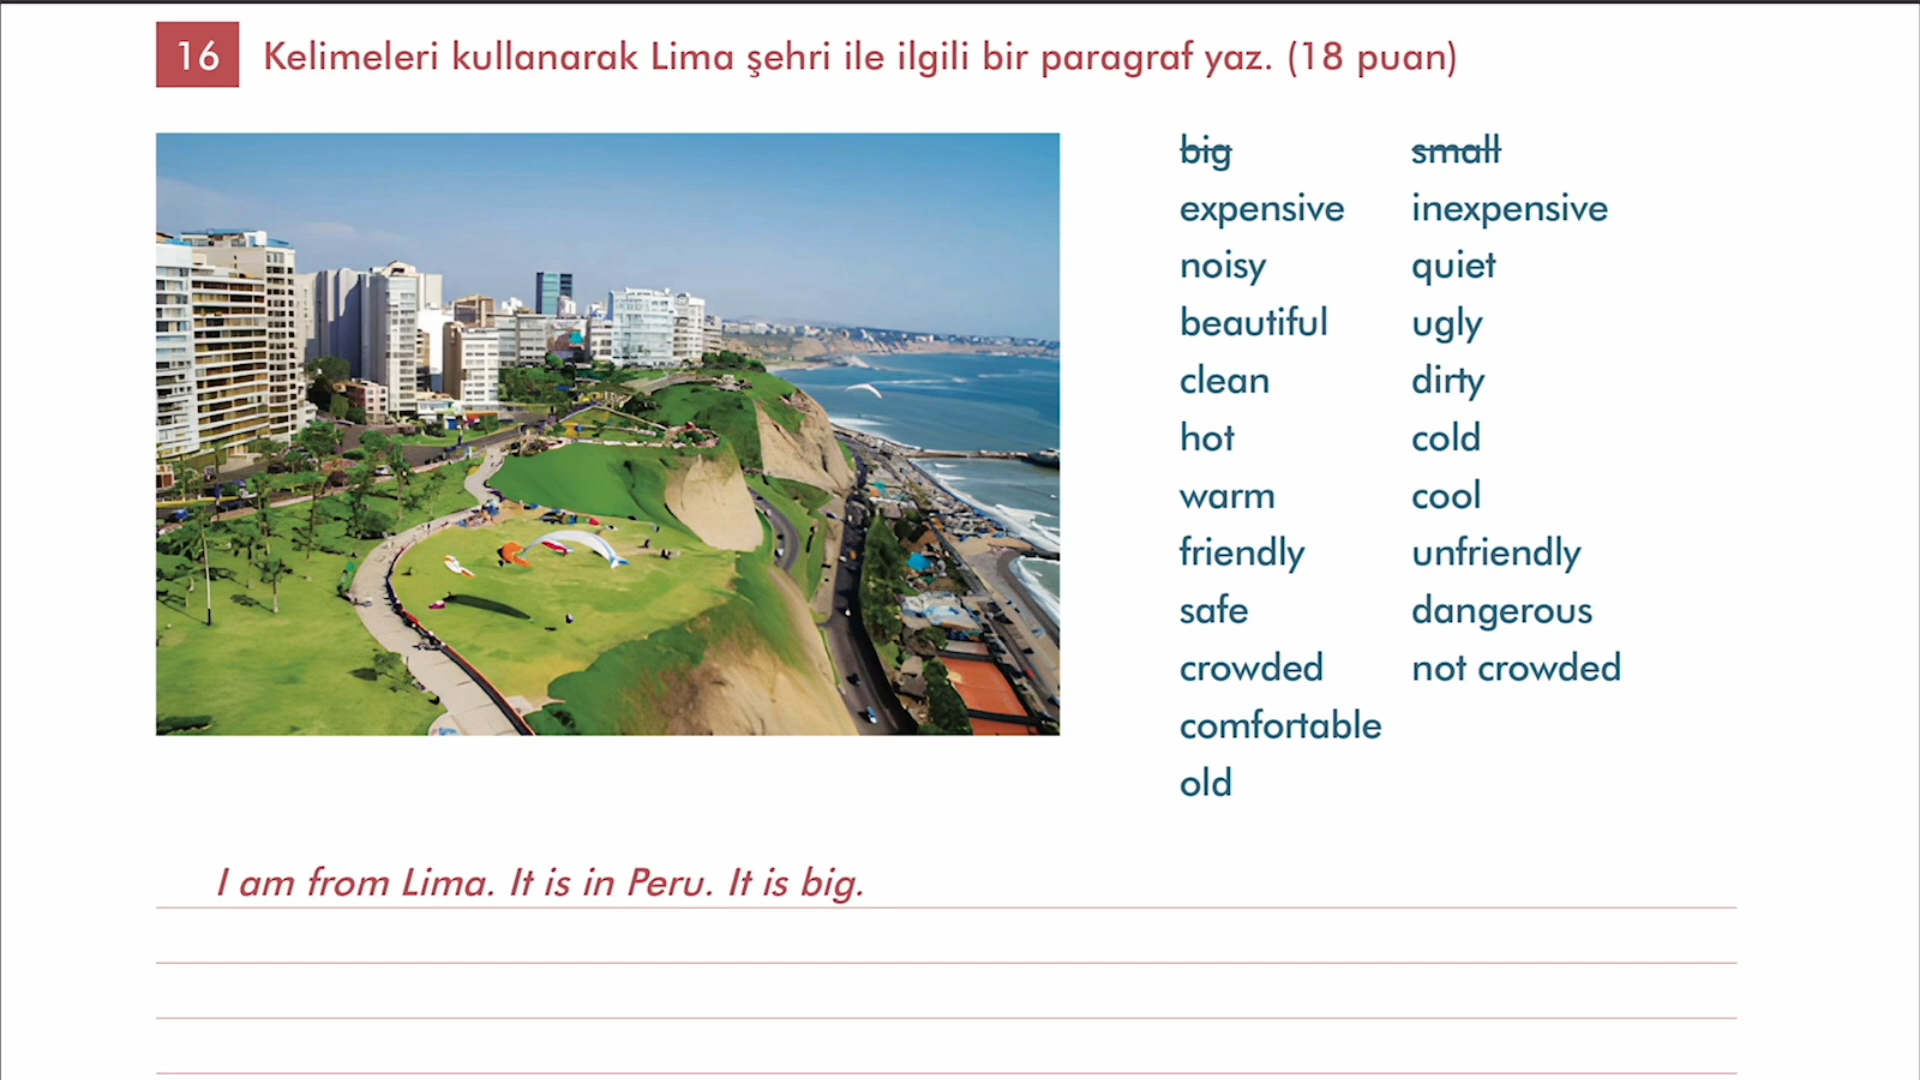 16 Kelimeleri kullanarak Lima şehri ile ilgili bir paragraf yaz. (18 puan)
big small
expensive inexpensive
noisy quiet
beautiful ugly
clean dirty
hot cold
warm cool
friendly unfriendly
safe dangerous
crowded not crowded
comfortable
old
I am from Lima. It is in Peru. It is big.